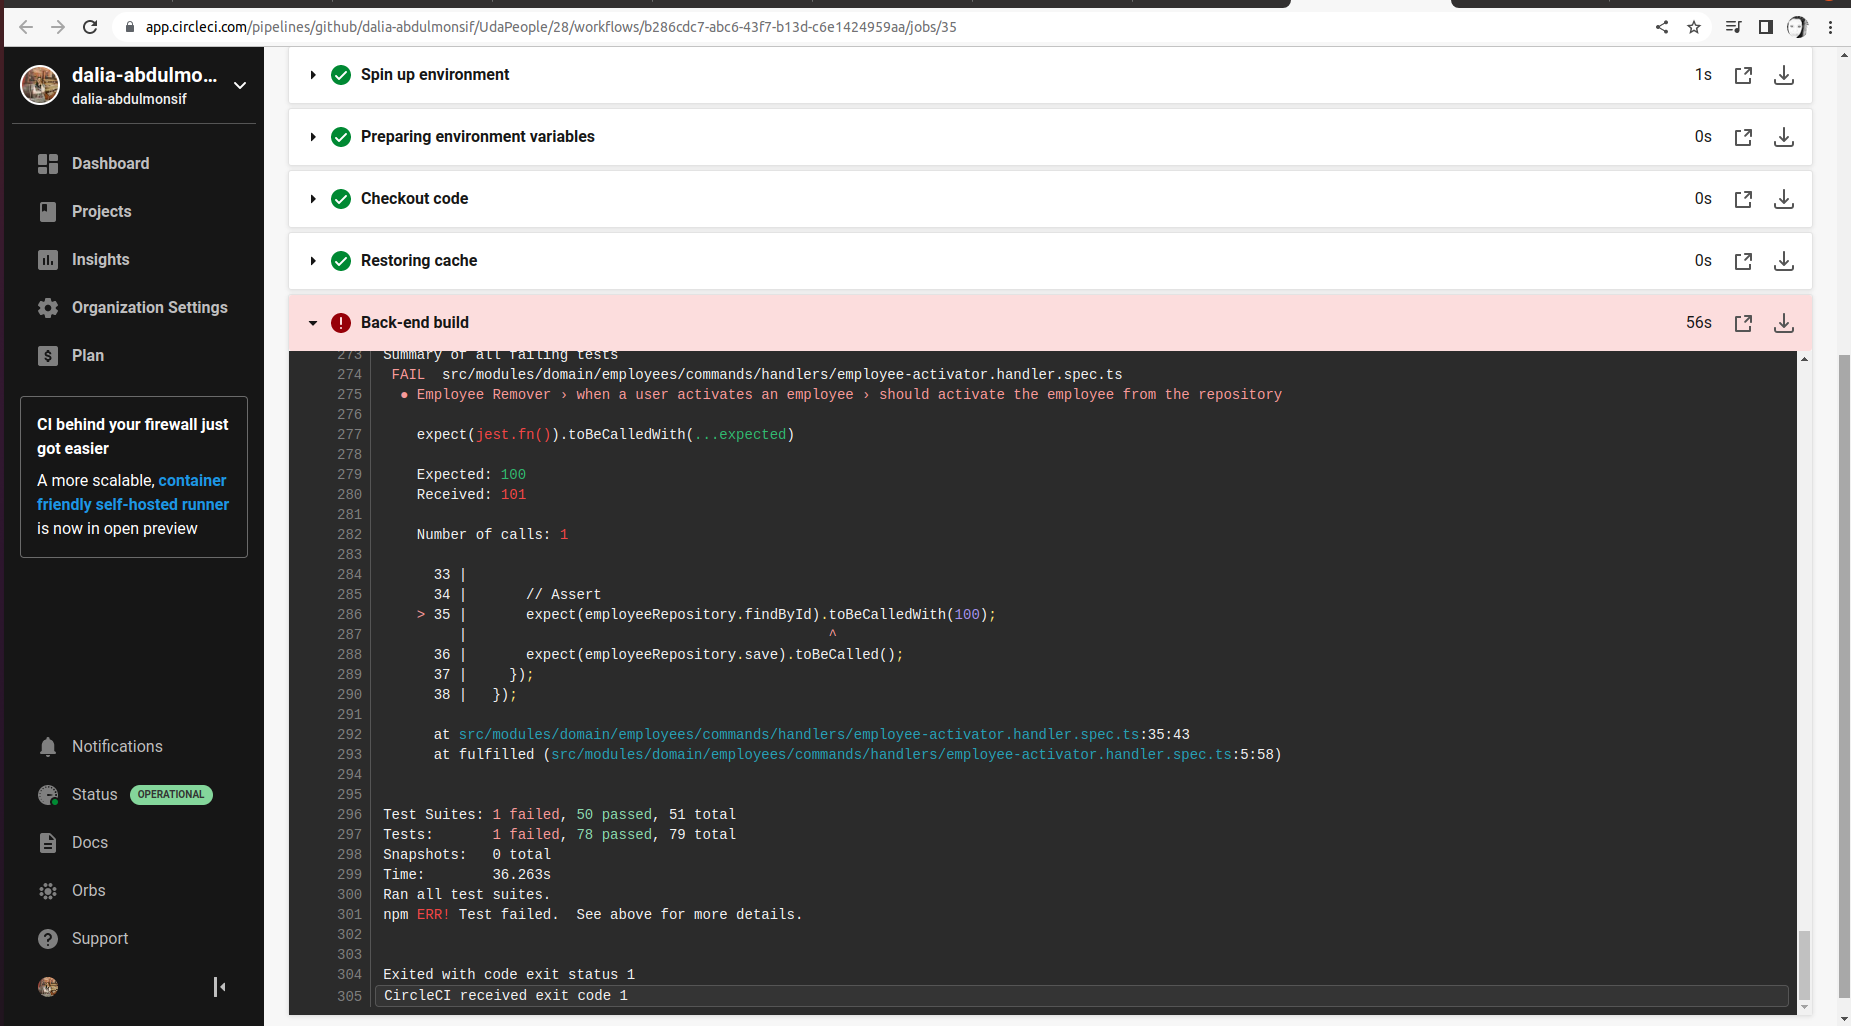 app.circleci.com/pipelines/github/dalia-abdulmonsif/UdaPeople/28/workflows/b286cdc7-abc6-43f7-b13d-c6e1424959aa/jobs/35
dalia-abdulmo...
dalia-abdulmonsif
Dashboard
Projects
Insights
Organization Settings
Plan
CI behind your firewall just
got easier
A more scalable, container
friendly self-hosted runner
is now in open preview
Notifications
Status OPERATIONAL
Docs
Orbs
Support
Spin up environment 1s
Preparing environment variables 0s
Checkout code 0s
Restoring cache 0s
Back-end build 56s
273 Summary of all failing tests
274 FAIL src/modules/domain/employees/commands/handlers/employee-activator.handler.spec.ts
275 ● Employee Remover › when a user activates an employee › should activate the employee from the repository
276
277 expect(jest.fn()).toBeCalledWith(...expected)
278
279 Expected: 100
280 Received: 101
281
282 Number of calls: 1
283
284 33 |
285 34 | // Assert
286 > 35 | expect(employeeRepository.findById).toBeCalledWith(100);
287 | ^
288 36 | expect(employeeRepository.save).toBeCalled();
289 37 | });
290 38 | });
291
292 at src/modules/domain/employees/commands/handlers/employee-activator.handler.spec.ts:35:43
293 at fulfilled (src/modules/domain/employees/commands/handlers/employee-activator.handler.spec.ts:5:58)
294
295
296 Test Suites: 1 failed, 50 passed, 51 total
297 Tests: 1 failed, 78 passed, 79 total
298 Snapshots: 0 total
299 Time: 36.263s
300 Ran all test suites.
301 npm ERR! Test failed. See above for more details.
302
303
304 Exited with code exit status 1
305 CircleCI received exit code 1